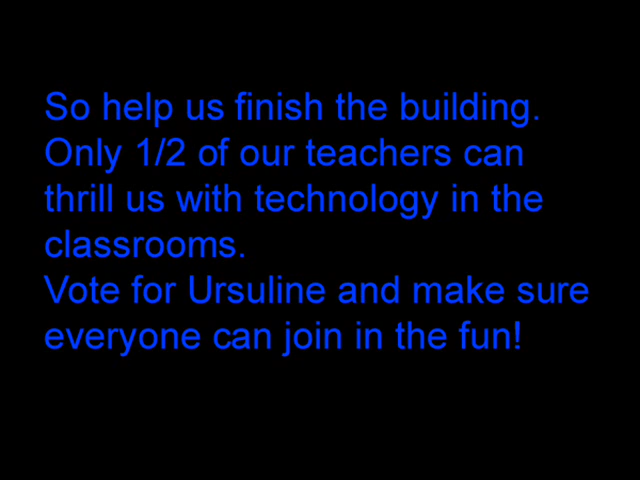 So help us finish the building.
Only 1/2 of our teachers can
thrill us with technology in the
classrooms.
Vote for Ursuline and make sure
everyone can join in the fun!